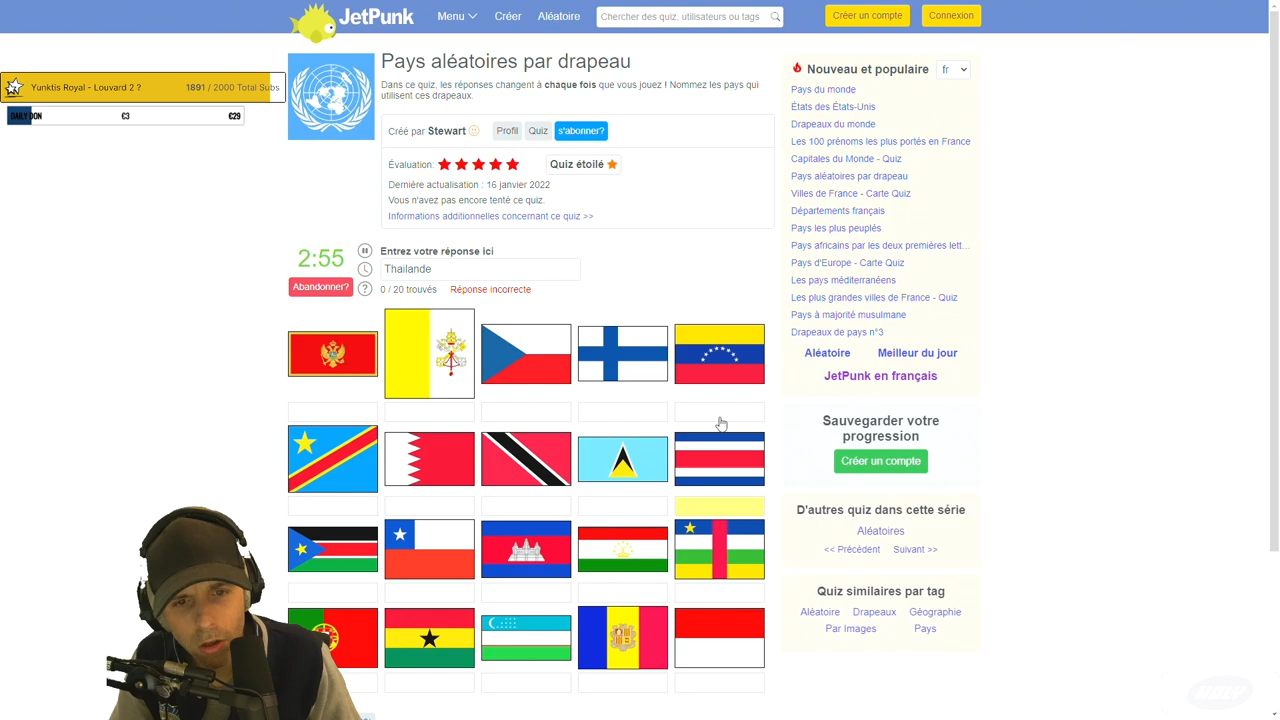 JetPunk
Menu
Créer
Aléatoire
Chercher des quiz, utilisateurs ou tags
Créer un compte
Connexion
Pays aléatoires par drapeau
Dans ce quiz, les réponses changent à chaque fois que vous jouez ! Nommez les pays qui
utilisent ces drapeaux.
Yunktis Royal - Louvard 2 ?
1891 / 2000 Total Subs
DAILY DON
€3
€29
Créé par Stewart
Profil
Quiz
s'abonner?
Évaluation:
Quiz étoilé
Dernière actualisation : 16 janvier 2022
Vous n'avez pas encore tenté ce quiz.
Informations additionnelles concernant ce quiz >>
2:55
Abandonner?
Entrez votre réponse ici
Thailande
0 / 20 trouvés
Réponse incorrecte
Nouveau et populaire
fr
Pays du monde
États des États-Unis
Drapeaux du monde
Les 100 prénoms les plus portés en France
Capitales du Monde - Quiz
Pays aléatoires par drapeau
Villes de France - Carte Quiz
Départements français
Pays les plus peuplés
Pays africains par les deux premières lett...
Pays d'Europe - Carte Quiz
Les pays méditerranéens
Les plus grandes villes de France - Quiz
Pays à majorité musulmane
Drapeaux de pays n°3
Aléatoire
Meilleur du jour
JetPunk en français
Sauvegarder votre
progression
Créer un compte
D'autres quiz dans cette série
Aléatoires
<< Précédent
Suivant >>
Quiz similaires par tag
Aléatoire
Drapeaux
Géographie
Par Images
Pays